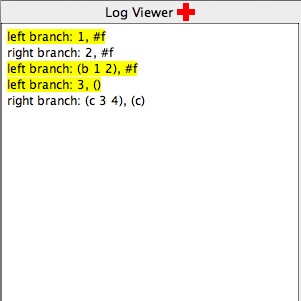 Log Viewer
left branch: 1, #f
right branch: 2, #f
left branch: (b 1 2), #f
left branch: 3, ()
right branch: (c 3 4), (c)